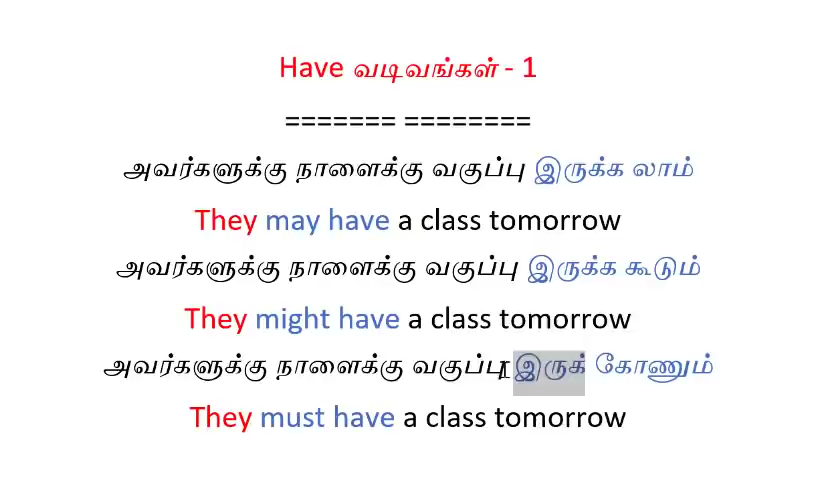 Have வடிவங்கள் - 1
======= ========
அவர்களுக்கு நாளைக்கு வகுப்பு இருக்க லாம்
They may have a class tomorrow
அவர்களுக்கு நாளைக்கு வகுப்பு இருக்க கூடும்
They might have a class tomorrow
அவர்களுக்கு நாளைக்கு வகுப்பு இருக் கோணும்
They must have a class tomorrow